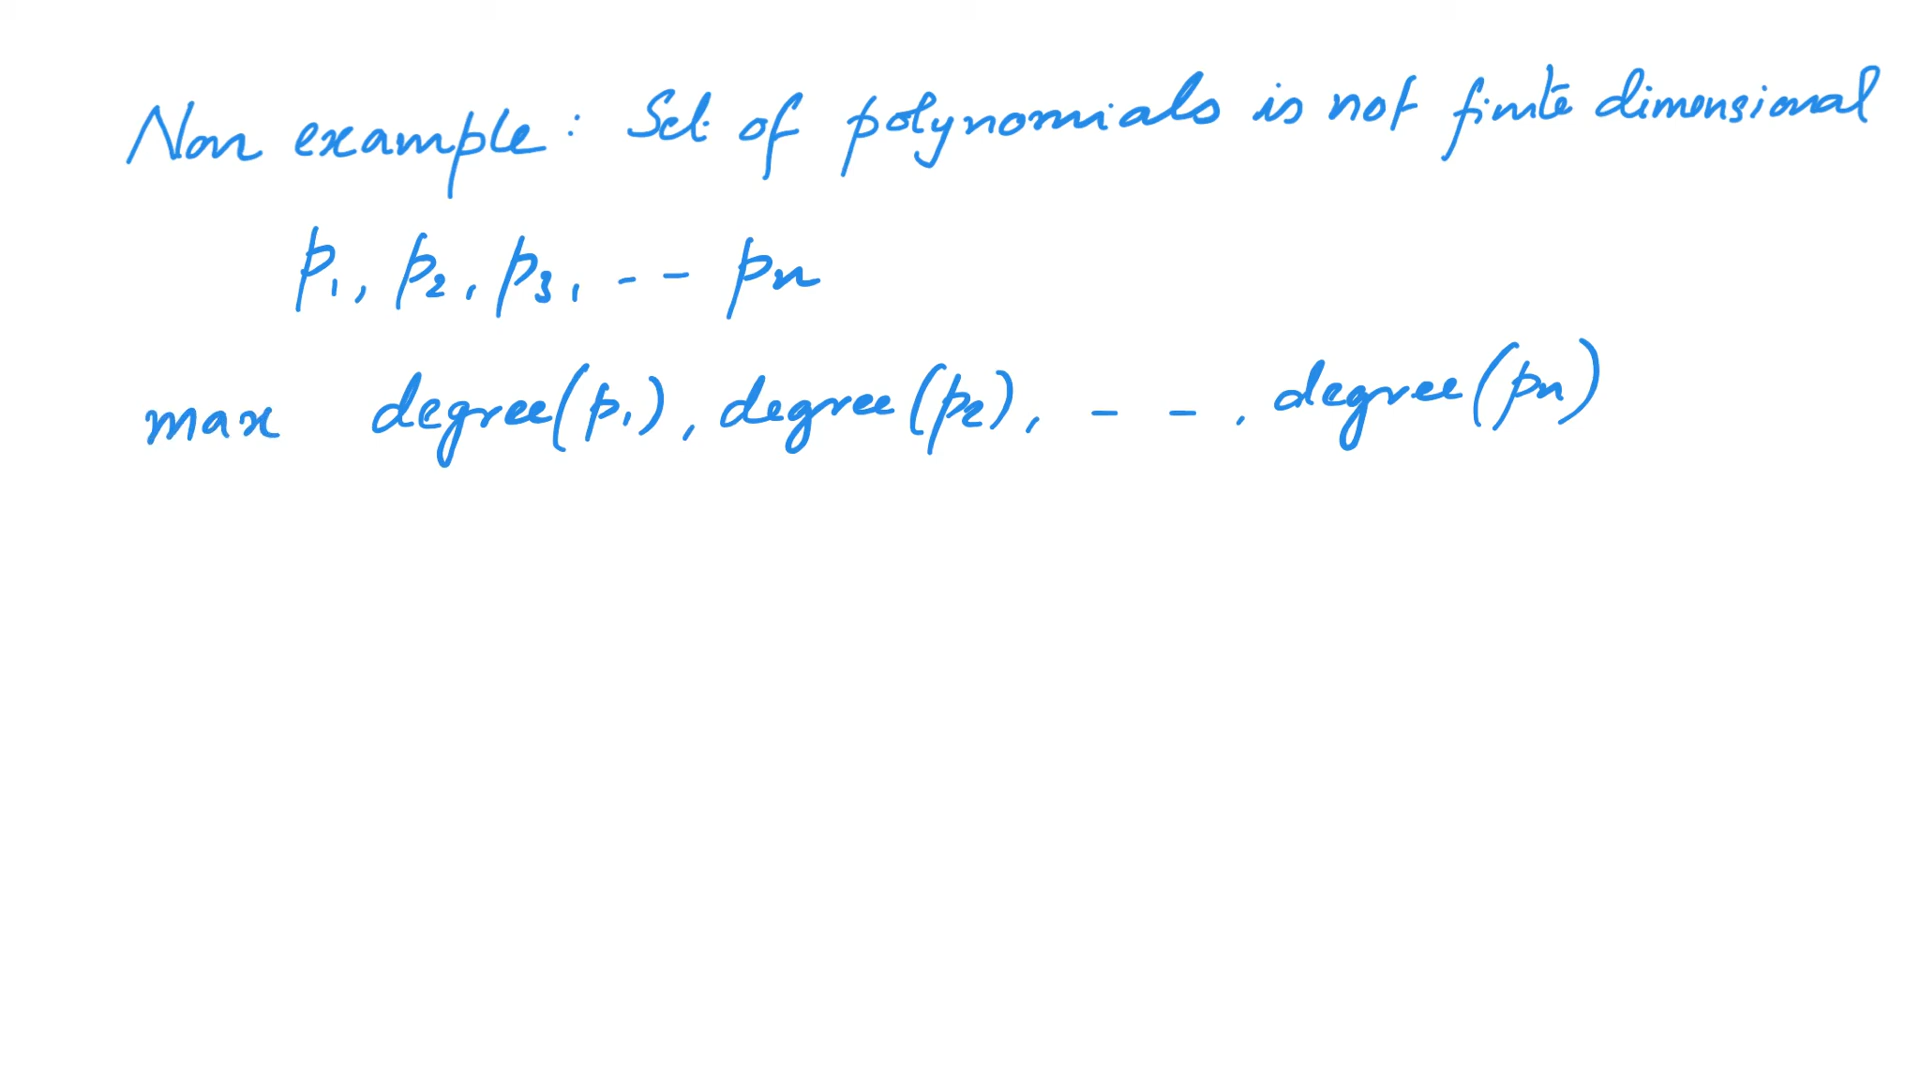 Non example: Set of polynomials is not finite dimensional
p1, p2, p3, -- pn
max degree(p1), degree(p2), - - , degree(pn)